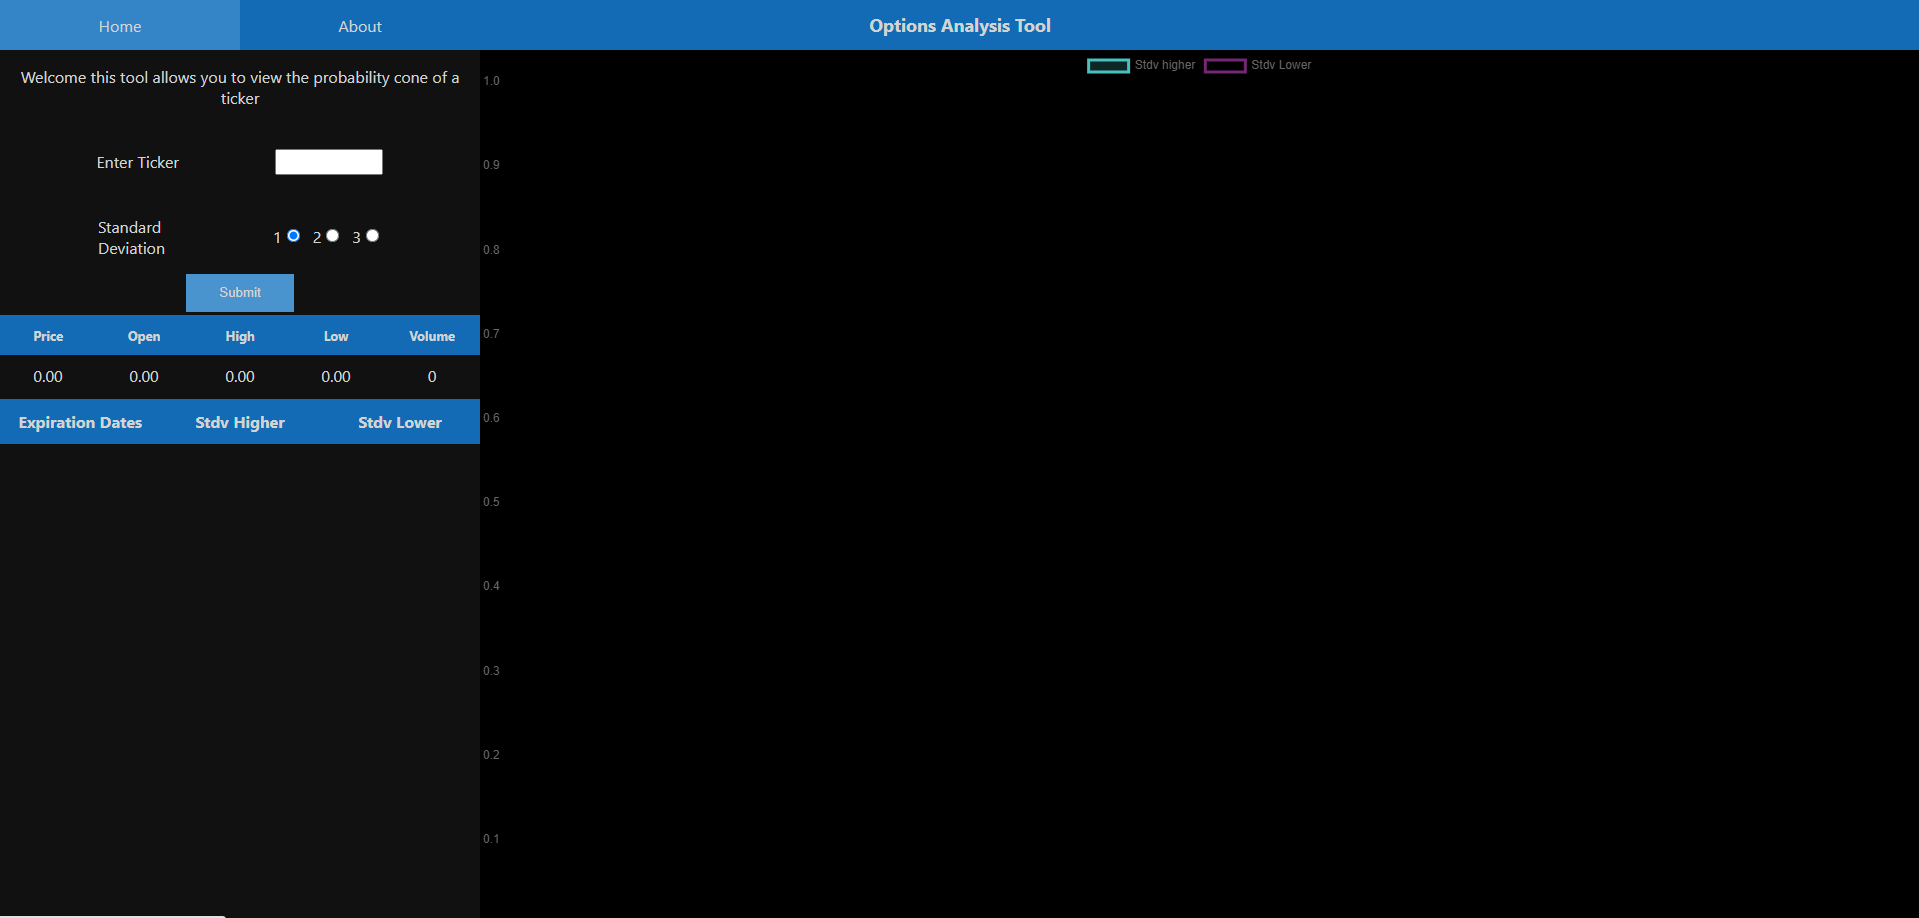 Home About Options Analysis Tool
Welcome this tool allows you to view the probability cone of a
ticker
Enter Ticker
Standard
Deviation
1 2 3
Submit
Price Open High Low Volume
0.00 0.00 0.00 0.00 0
Expiration Dates Stdv Higher Stdv Lower
Stdv higher Stdv Lower
1.0
0.9
0.8
0.7
0.6
0.5
0.4
0.3
0.2
0.1